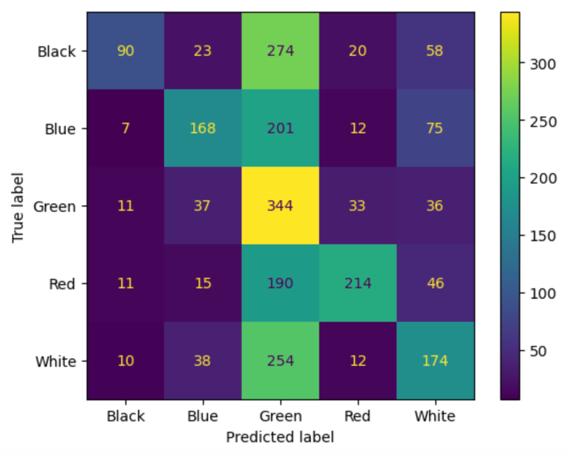 Black 90 23 274 20 58
Blue 7 168 201 12 75
Green 11 37 344 33 36
Red 11 15 190 214 46
White 10 38 254 12 174
Black Blue Green Red White
Predicted label
True label
300
250
200
150
100
50